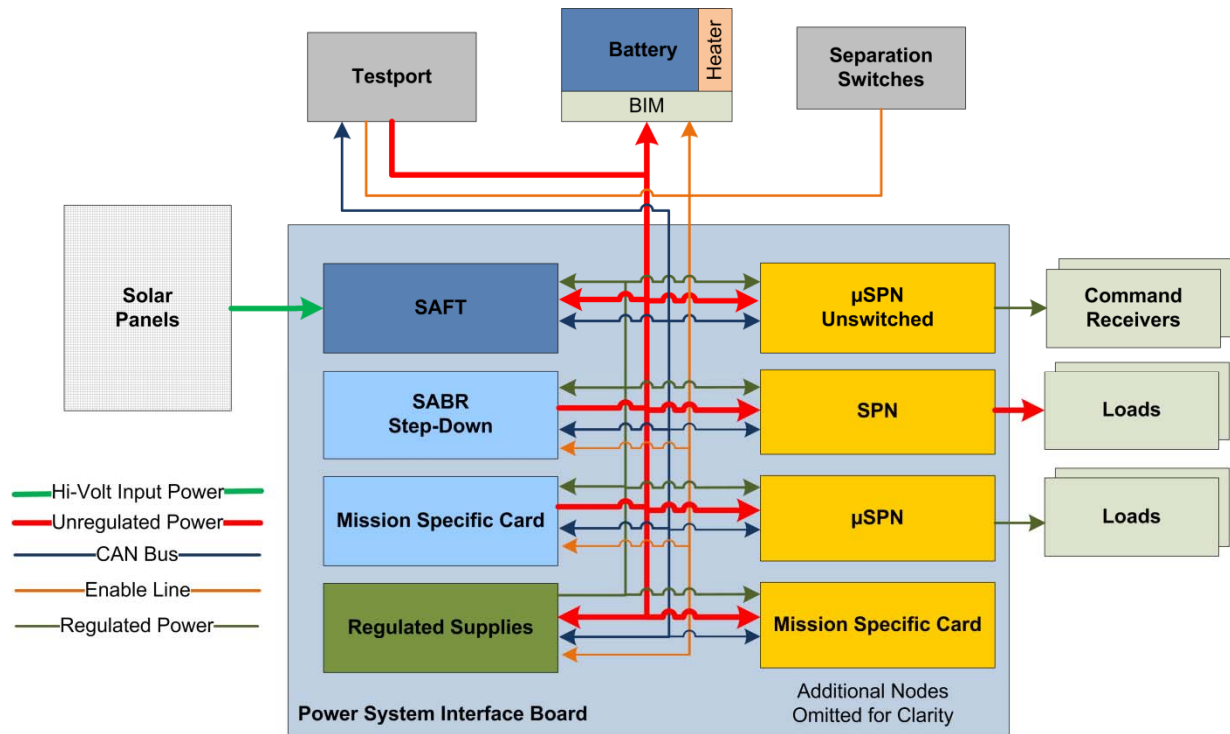 Testport
Battery
Heater
BIM
Separation
Switches
Solar
Panels
SAFT
µSPN
Unswitched
Command
Receivers
SABR
Step-Down
SPN
Loads
Mission Specific Card
µSPN
Loads
Regulated Supplies
Mission Specific Card
Hi-Volt Input Power
Unregulated Power
CAN Bus
Enable Line
Regulated Power
Power System Interface Board
Additional Nodes
Omitted for Clarity